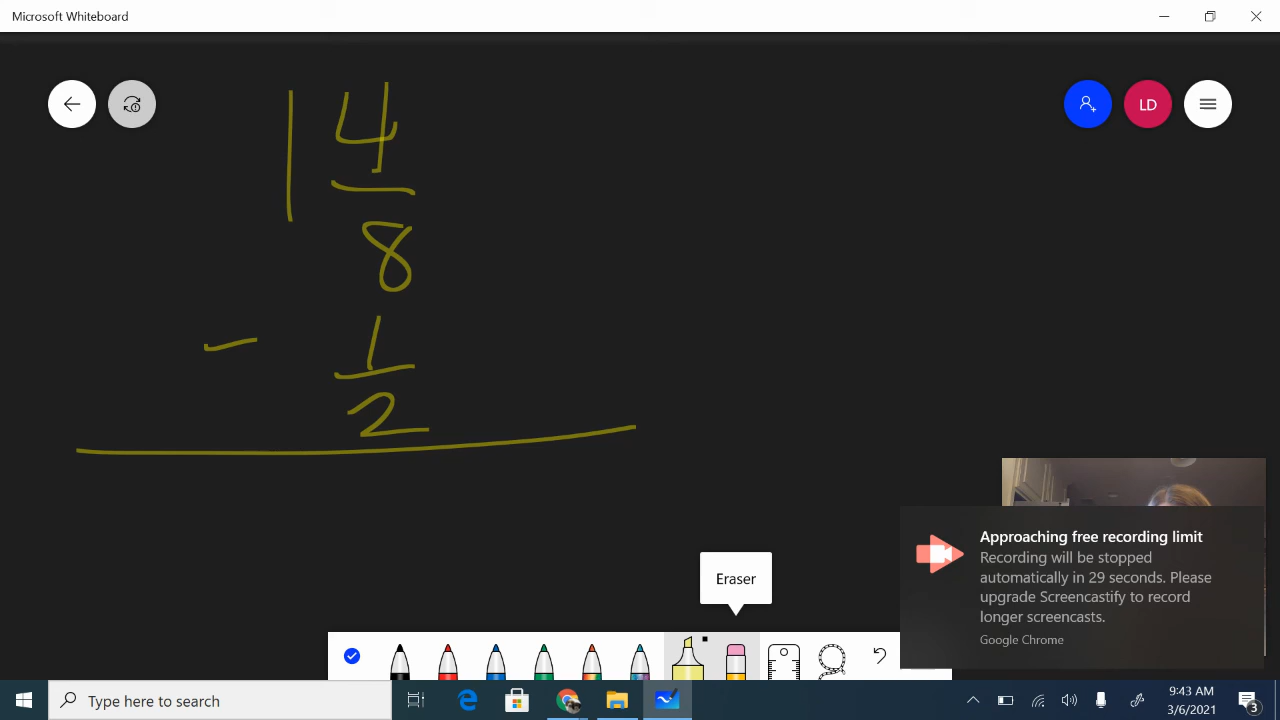 Microsoft Whiteboard
LD
1 4
8
- 1
2
Eraser
Approaching free recording limit
Recording will be stopped
automatically in 29 seconds. Please
upgrade Screencastify to record
longer screencasts.
Google Chrome
Type here to search
9:43 AM
3/6/2021
3